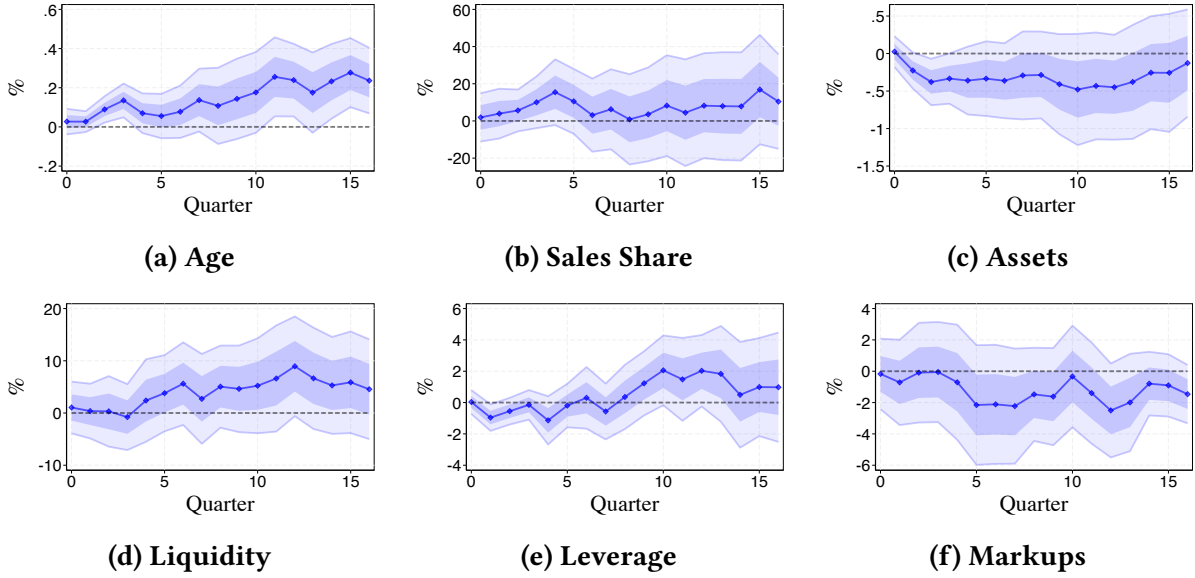 .6
.4
.2
0
-.2
%
0 5 10 15
Quarter
(a) Age
60
40
20
0
-20
%
0 5 10 15
Quarter
(b) Sales Share
.5
0
-.5
-1
-1.5
%
0 5 10 15
Quarter
(c) Assets
20
10
0
-10
%
0 5 10 15
Quarter
(d) Liquidity
6
4
2
0
-2
-4
%
0 5 10 15
Quarter
(e) Leverage
4
2
0
-2
-4
-6
%
0 5 10 15
Quarter
(f) Markups